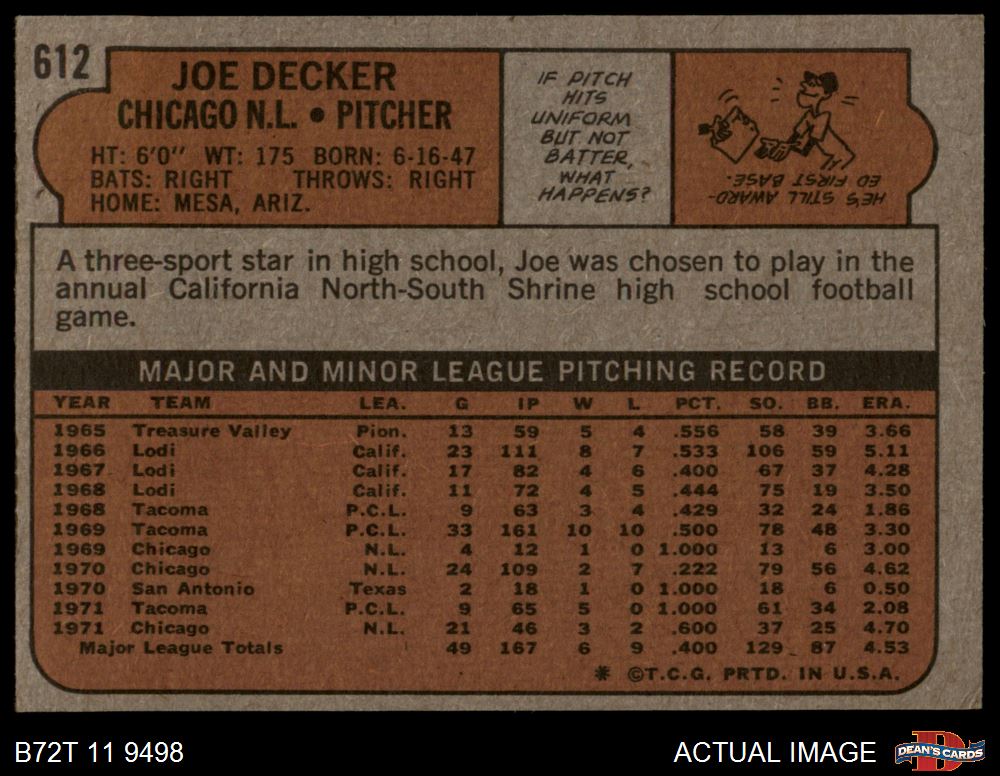 612
JOE DECKER
CHICAGO N.L. • PITCHER
HT: 6'0" WT: 175 BORN: 6-16-47
BATS: RIGHT THROWS: RIGHT
HOME: MESA, ARIZ.
IF PITCH
HITS
UNIFORM
BUT NOT
BATTER,
WHAT
HAPPENS?
HE'S STILL AWARD-
ED FIRST BASE.
A three-sport star in high school, Joe was chosen to play in the
annual California North-South Shrine high school football
game.
MAJOR AND MINOR LEAGUE PITCHING RECORD
YEAR TEAM LEA. G IP W L PCT. SO. BB. ERA.
1965 Treasure Valley Pion. 13 59 5 4 .556 58 39 3.66
1966 Lodi Calif. 23 111 8 7 .533 106 59 5.11
1967 Lodi Calif. 17 82 4 6 .400 67 37 4.28
1968 Lodi Calif. 11 72 4 5 .444 75 19 3.50
1968 Tacoma P.C.L. 9 63 3 4 .429 32 24 1.86
1969 Tacoma P.C.L. 33 161 10 10 .500 78 48 3.30
1969 Chicago N.L. 4 12 1 0 1.000 13 6 3.00
1970 Chicago N.L. 24 109 2 7 .222 79 56 4.62
1970 San Antonio Texas 2 18 1 0 1.000 18 6 0.50
1971 Tacoma P.C.L. 9 65 5 0 1.000 61 34 2.08
1971 Chicago N.L. 21 46 3 2 .600 37 25 4.70
Major League Totals 49 167 6 9 .400 129 87 4.53
* ©T.C.G. PRTD. IN U.S.A.
B72T 11 9498
ACTUAL IMAGE
DEAN'S CARDS